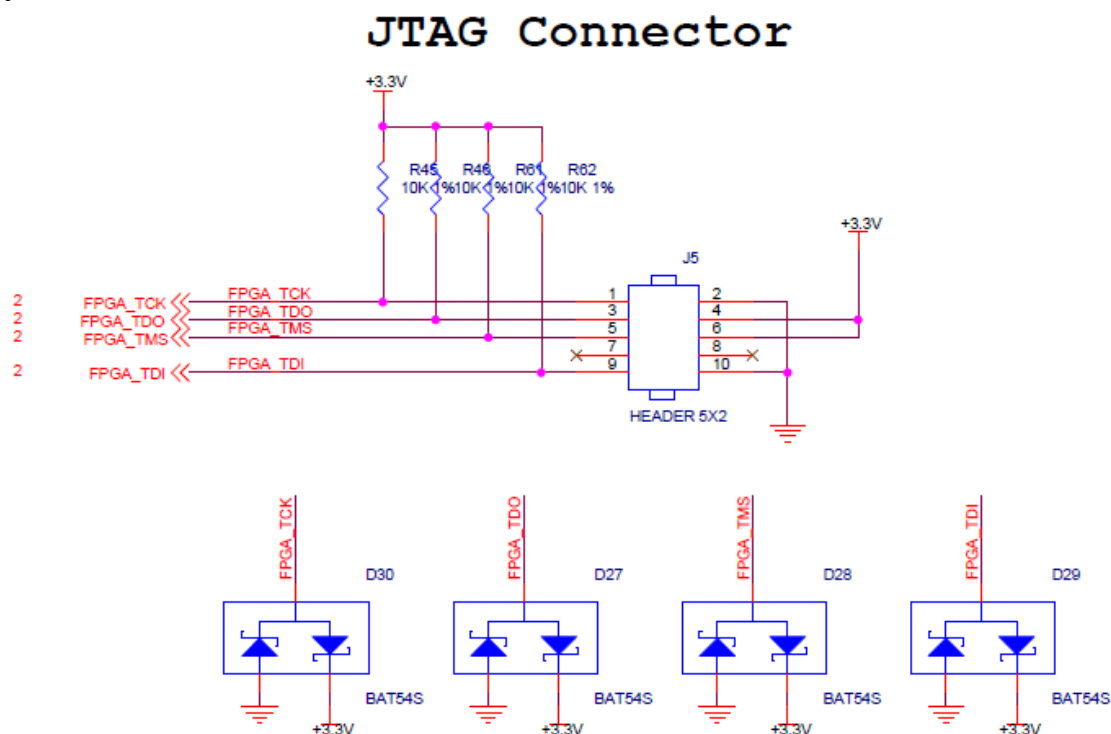 JTAG Connector
+3.3V
R45 R46 R61 R62
10K 1% 10K 1% 10K 1% 10K 1%
+3.3V
J5
2 FPGA_TCK FPGA_TCK 1 2
2 FPGA_TDO FPGA_TDO 3 4
2 FPGA_TMS FPGA_TMS 5 6
7 8
2 FPGA_TDI FPGA_TDI 9 10
HEADER 5X2
FPGA_TCK FPGA_TDO FPGA_TMS FPGA_TDI
D30 D27 D28 D29
BAT54S BAT54S BAT54S BAT54S
+3.3V +3.3V +3.3V +3.3V